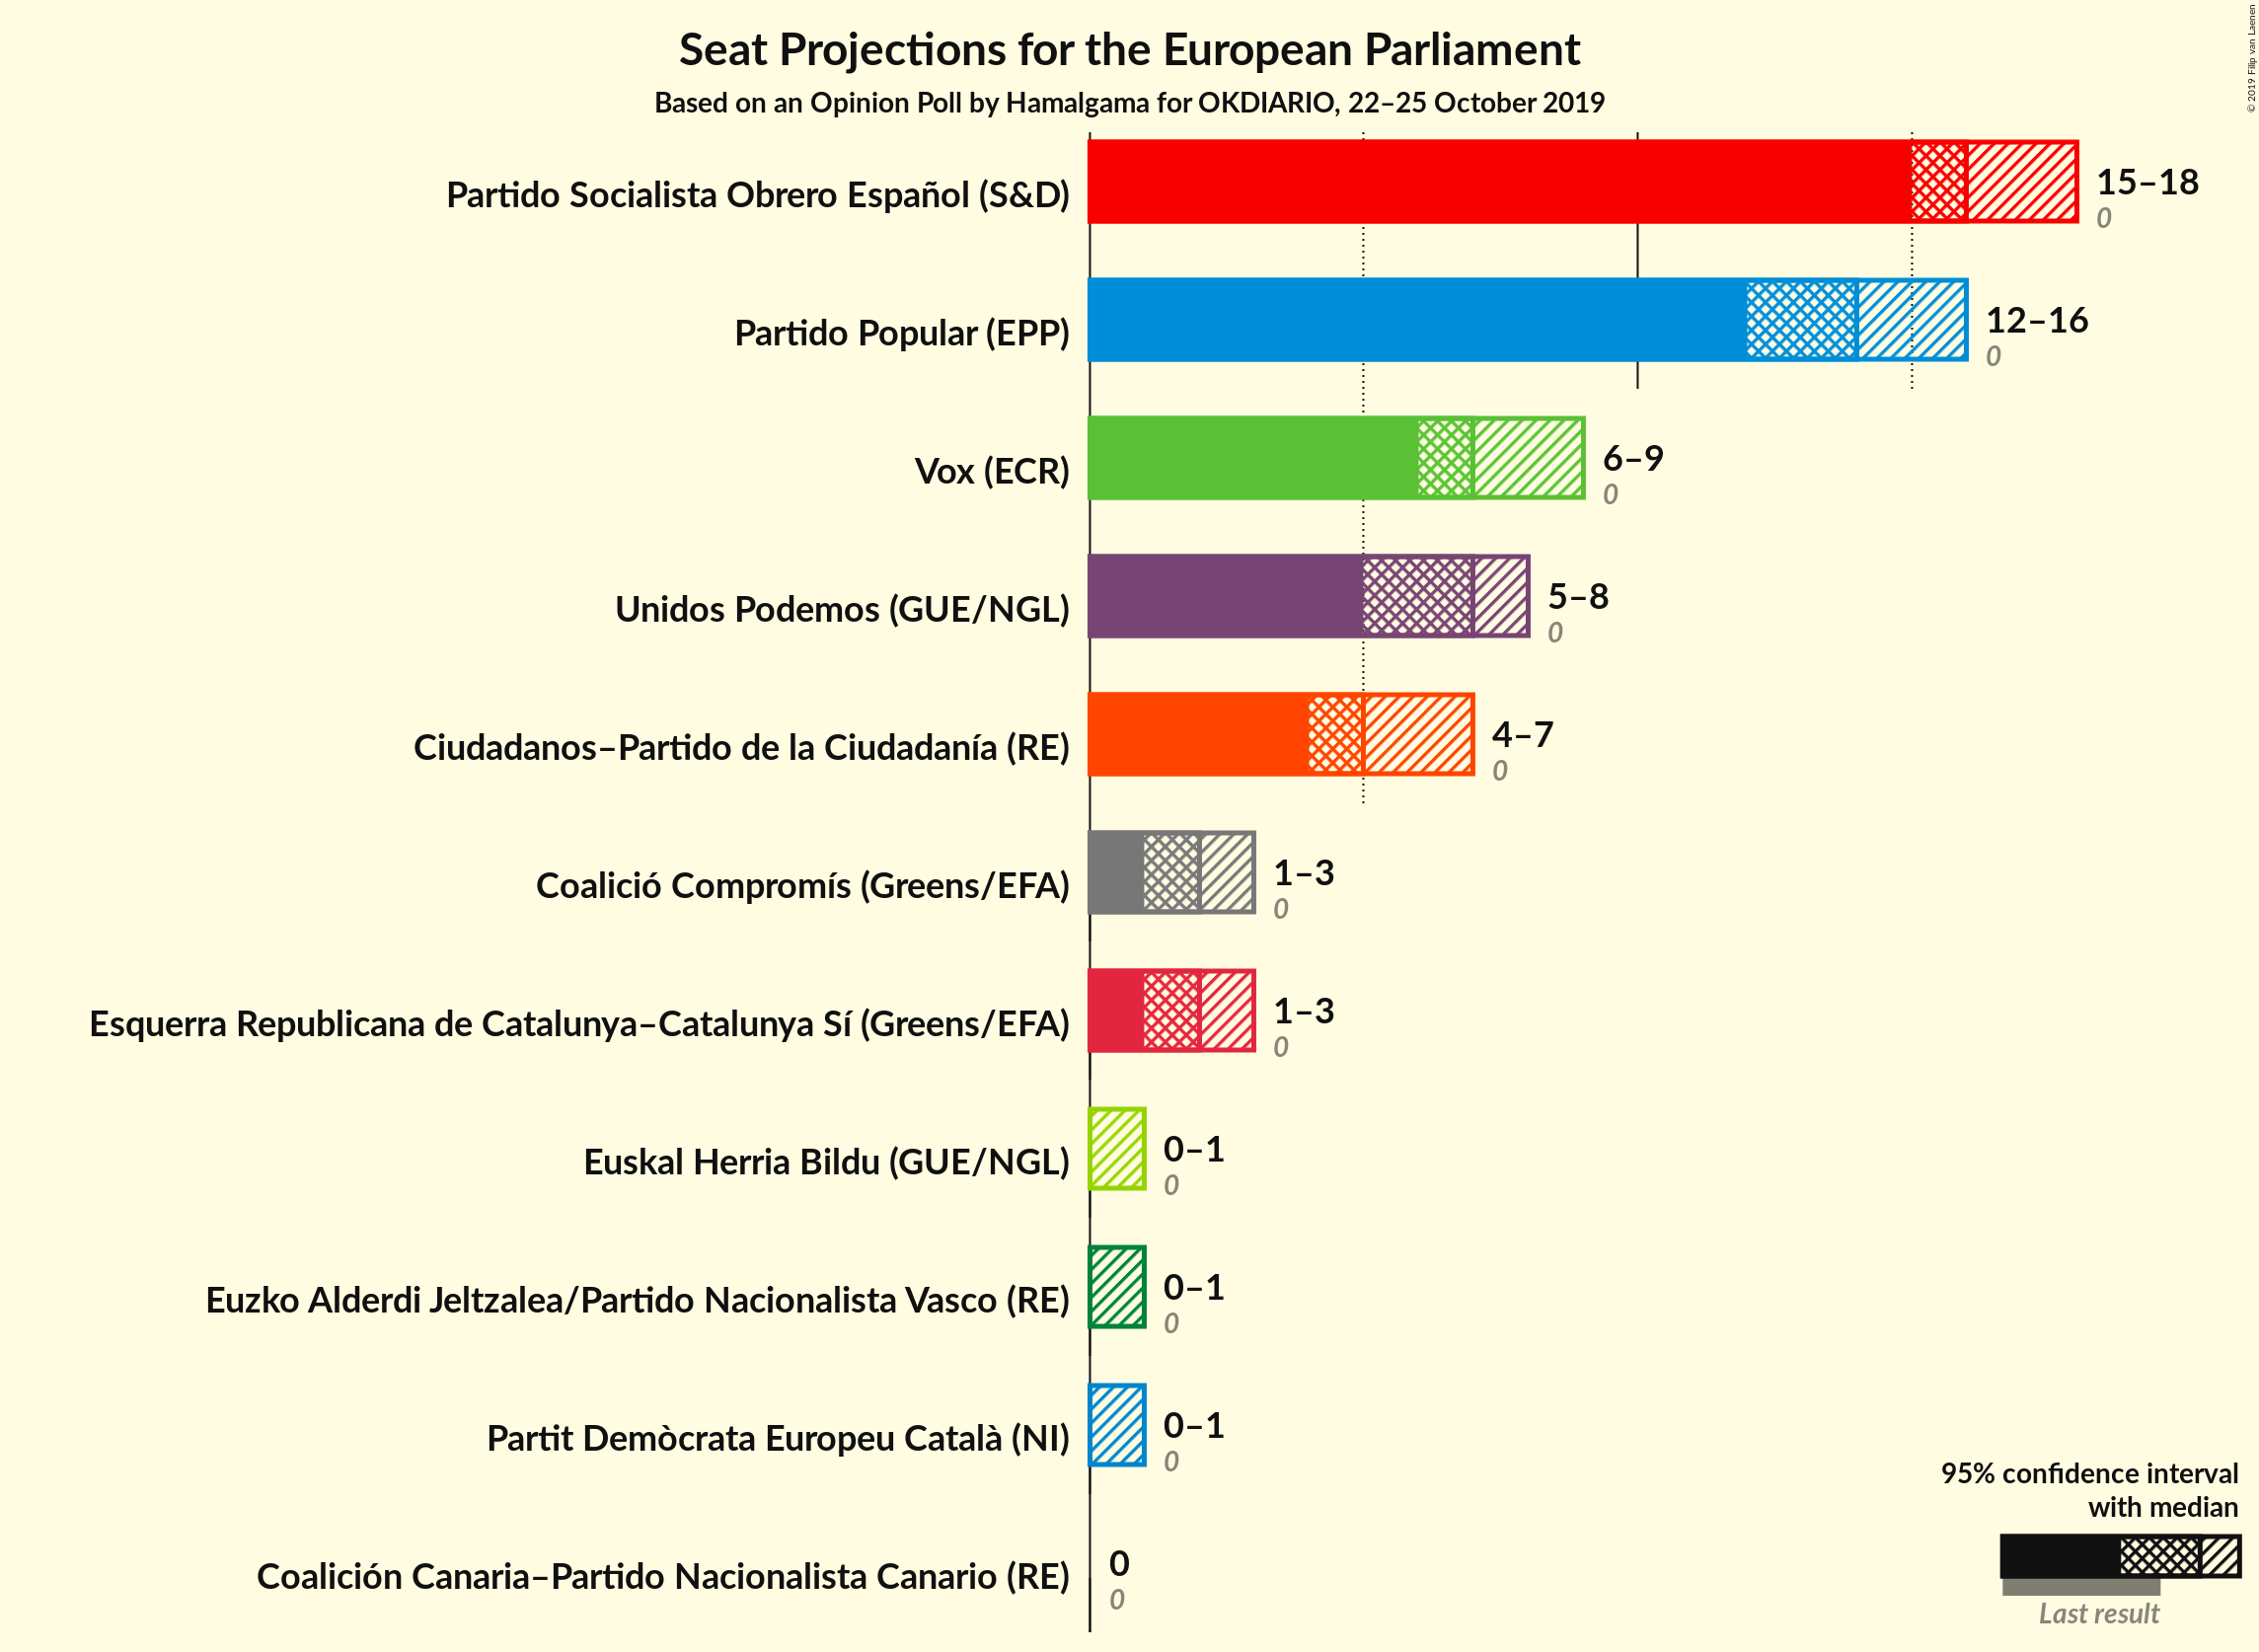 Seat Projections for the European Parliament
Based on an Opinion Poll by Hamalgama for OKDIARIO, 22–25 October 2019
© 2019 Filip van Laenen
Partido Socialista Obrero Español (S&D)
15–18
0
Partido Popular (EPP)
12–16
0
Vox (ECR)
6–9
0
Unidos Podemos (GUE/NGL)
5–8
0
Ciudadanos–Partido de la Ciudadanía (RE)
4–7
0
Coalició Compromís (Greens/EFA)
1–3
0
Esquerra Republicana de Catalunya–Catalunya Sí (Greens/EFA)
1–3
0
Euskal Herria Bildu (GUE/NGL)
0–1
0
Euzko Alderdi Jeltzalea/Partido Nacionalista Vasco (RE)
0–1
0
Partit Demòcrata Europeu Català (NI)
0–1
0
Coalición Canaria–Partido Nacionalista Canario (RE)
0
0
95% confidence interval
with median
Last result